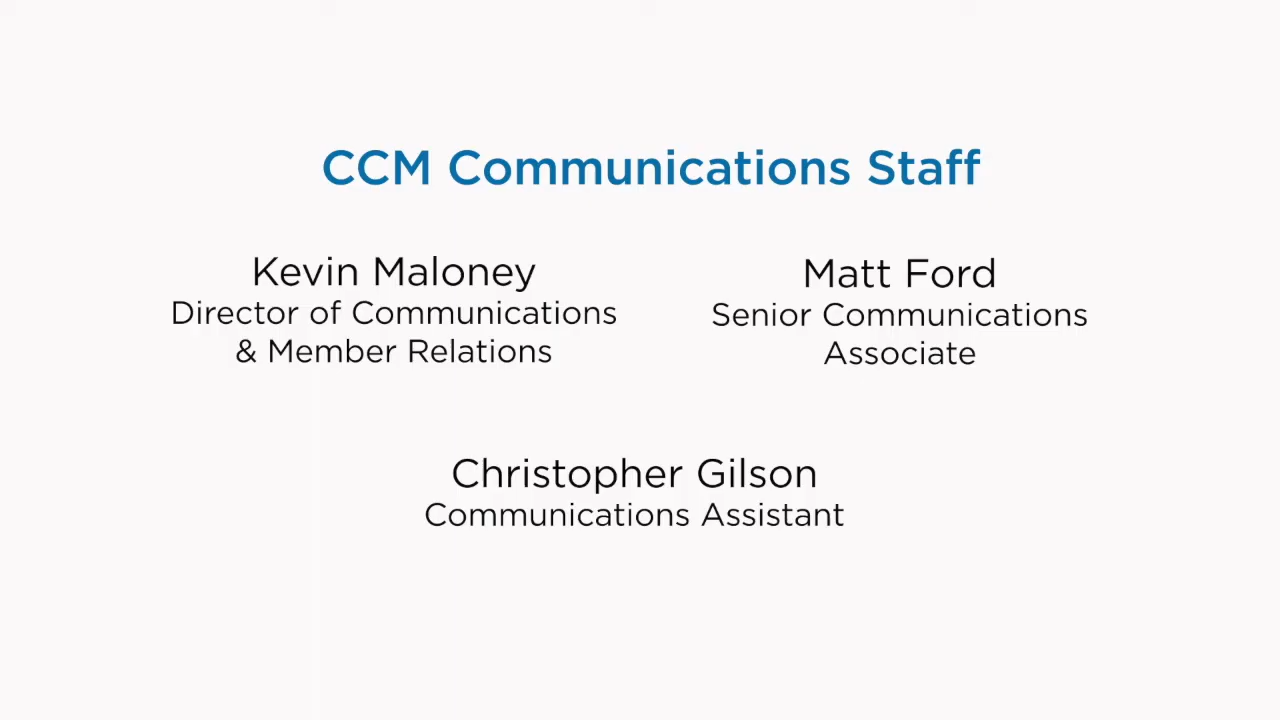 CCM Communications Staff
Kevin Maloney
Director of Communications
& Member Relations
Matt Ford
Senior Communications
Associate
Christopher Gilson
Communications Assistant